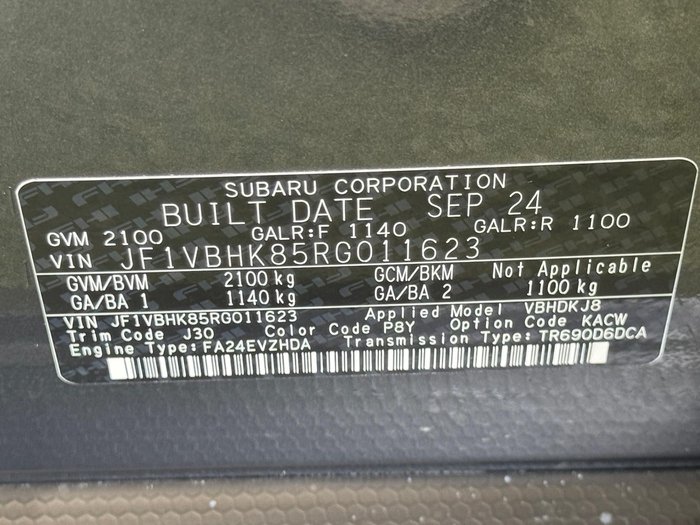 SUBARU CORPORATION
BUILT DATE SEP 24
GVM 2100 GALR:F 1140 GALR:R 1100
VIN JF1VBHK85RG011623
GVM/BVM 2100 kg GCM/BKM Not Applicable
GA/BA 1 1140 kg GA/BA 2 1100 kg
VIN JF1VBHK85RG011623 Applied Model VBHDKJ8
Trim Code J30 Color Code P8Y Option Code KACW
Engine Type: FA24EVZHDA Transmission Type: TR690D6DCA